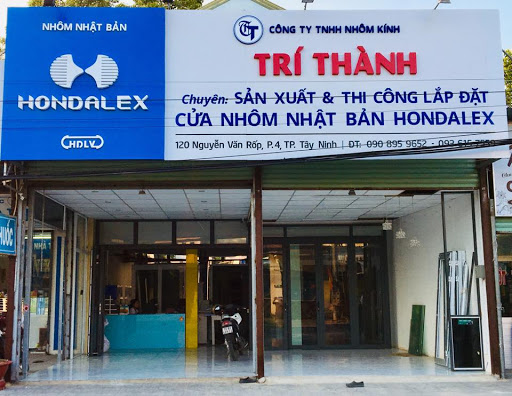 NHÔM NHẬT BẢN
HONDALEX
HDLV
CÔNG TY TNHH NHÔM KÍNH
TRÍ THÀNH
Chuyên: SẢN XUẤT & THI CÔNG LẮP ĐẶT
CỬA NHÔM NHẬT BẢN HONDALEX
120 Nguyễn Văn Rốp, P.4, TP. Tây Ninh | ĐT: 090 895 9652 -